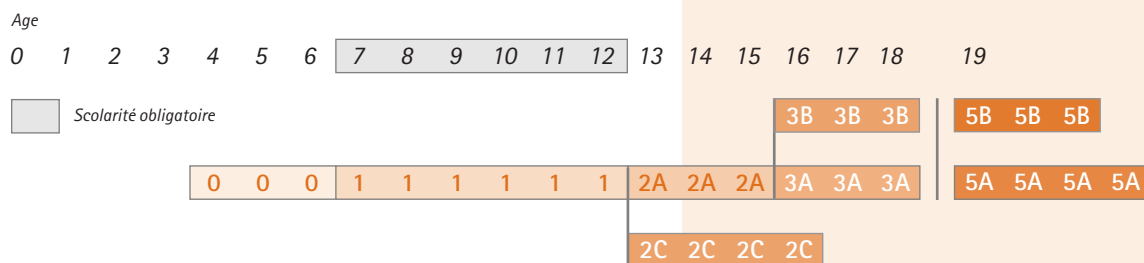 Age
0 1 2 3 4 5 6 7 8 9 10 11 12 13 14 15 16 17 18 19
Scolarité obligatoire
3B 3B 3B 5B 5B 5B
0 0 0 1 1 1 1 1 1 2A 2A 2A 3A 3A 3A 5A 5A 5A 5A
2C 2C 2C 2C